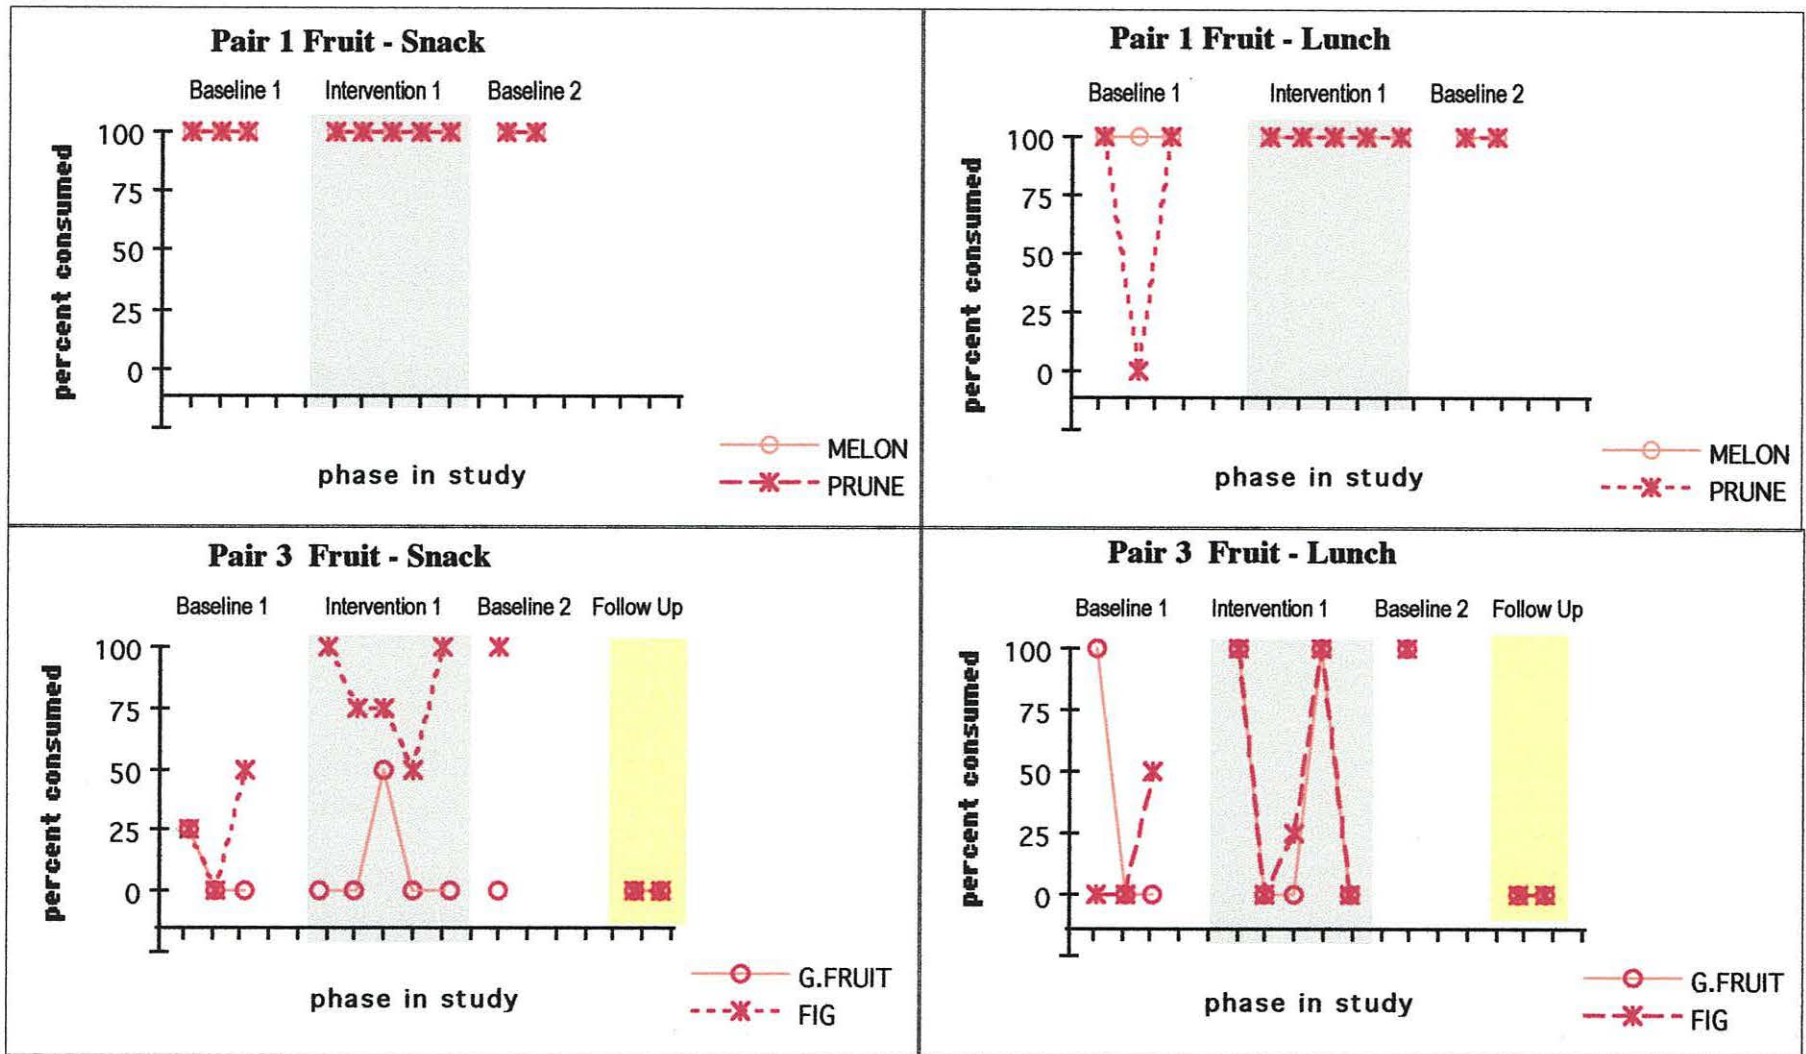 Pair 1 Fruit - Snack
Baseline 1 Intervention 1 Baseline 2
100
75
50
25
0
percent consumed
phase in study
MELON
PRUNE
Pair 1 Fruit - Lunch
Baseline 1 Intervention 1 Baseline 2
100
75
50
25
0
percent consumed
phase in study
MELON
PRUNE
Pair 3 Fruit - Snack
Baseline 1 Intervention 1 Baseline 2 Follow Up
100
75
50
25
0
percent consumed
phase in study
G.FRUIT
FIG
Pair 3 Fruit - Lunch
Baseline 1 Intervention 1 Baseline 2 Follow Up
100
75
50
25
0
percent consumed
phase in study
G.FRUIT
FIG